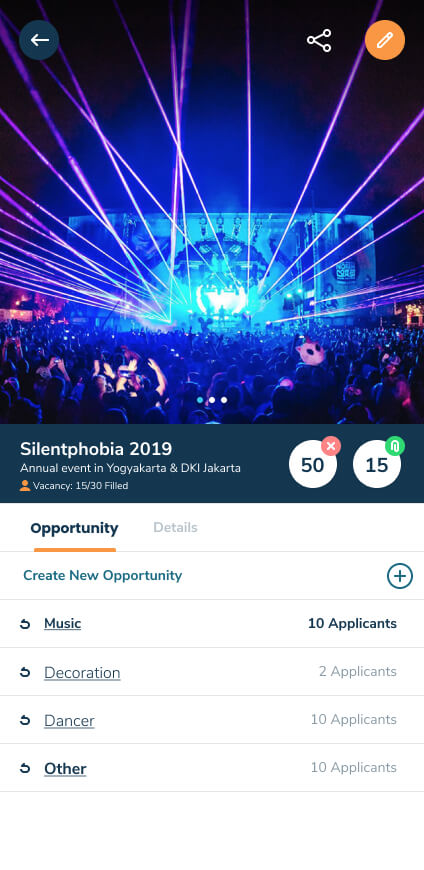 Silentphobia 2019
Annual event in Yogyakarta & DKI Jakarta
Vacancy: 15/30 Filled
50
15
Opportunity
Details
Create New Opportunity
Music
10 Applicants
Decoration
2 Applicants
Dancer
10 Applicants
Other
10 Applicants